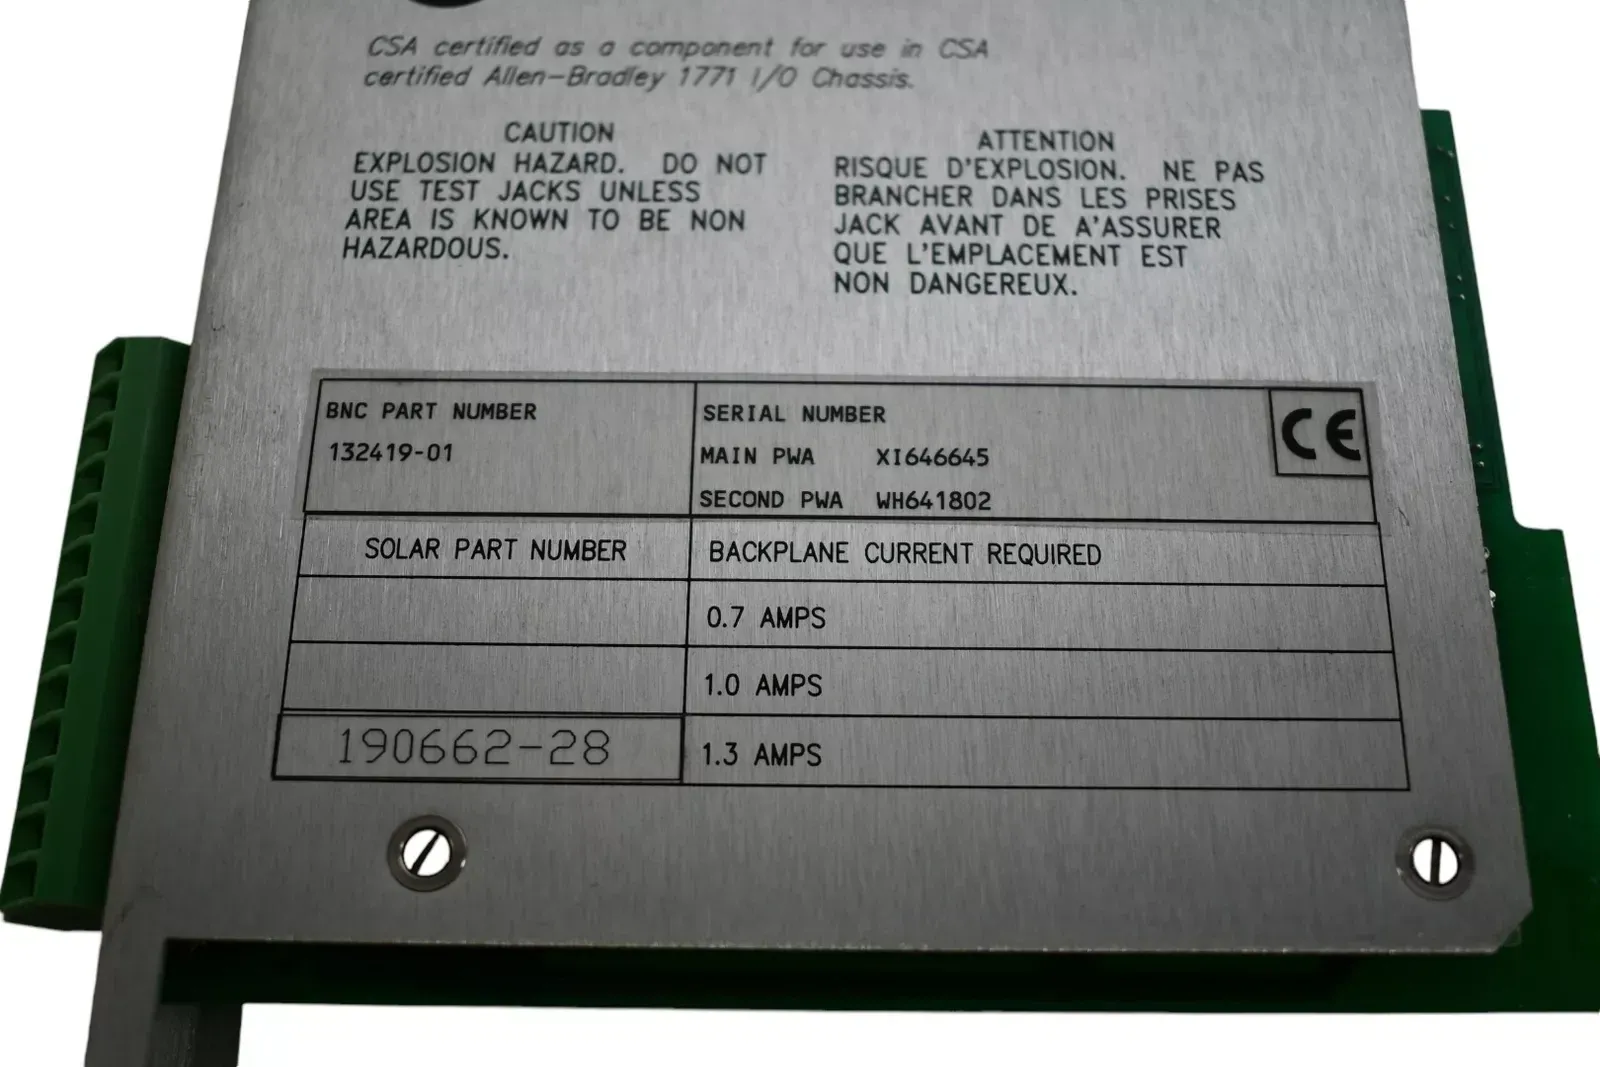 CSA certified as a component for use in CSA
certified Allen-Bradley 1771 I/O Chassis.
CAUTION
EXPLOSION HAZARD. DO NOT
USE TEST JACKS UNLESS
AREA IS KNOWN TO BE NON
HAZARDOUS.
ATTENTION
RISQUE D'EXPLOSION. NE PAS
BRANCHER DANS LES PRISES
JACK AVANT DE A'ASSURER
QUE L'EMPLACEMENT EST
NON DANGEREUX.
BNC PART NUMBER
132419-01
SERIAL NUMBER
MAIN PWA XI646645
SECOND PWA WH641802
CE
SOLAR PART NUMBER
BACKPLANE CURRENT REQUIRED
0.7 AMPS
1.0 AMPS
190662-28
1.3 AMPS